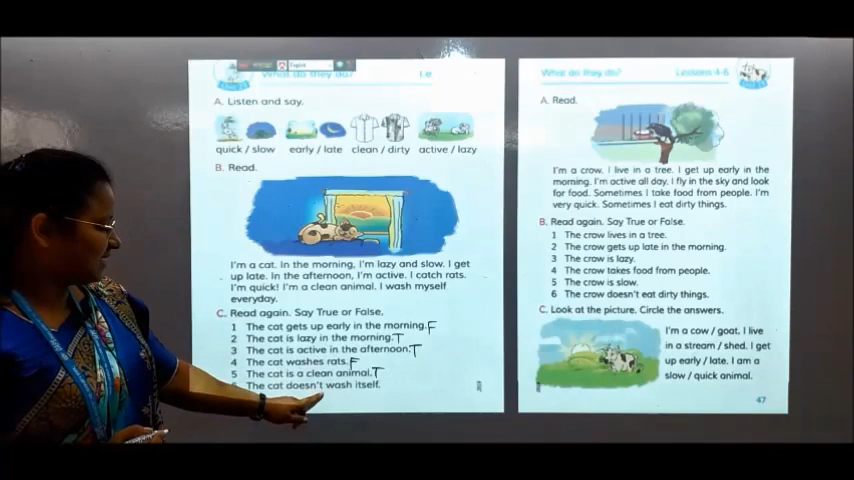 What do they do?
A. Listen and say.
quick / slow early / late clean / dirty active / lazy
B. Read.
I'm a cat. In the morning, I'm lazy and slow. I get
up late. In the afternoon, I'm active. I catch rats.
I'm quick! I'm a clean animal. I wash myself
everyday.
C. Read again. Say True or False.
1 The cat gets up early in the morning. F
2 The cat is lazy in the morning. T
3 The cat is active in the afternoon. T
4 The cat washes rats. F
5 The cat is a clean animal. T
The cat doesn't wash itself.
What do they do? Lessons 4-6
A. Read.
I'm a crow. I live in a tree. I get up early in the
morning. I'm active all day. I fly in the sky and look
for food. Sometimes I take food from people. I'm
very quick. Sometimes I eat dirty things.
B. Read again. Say True or False.
1 The crow lives in a tree.
2 The crow gets up late in the morning.
3 The crow is lazy.
4 The crow takes food from people.
5 The crow is slow.
6 The crow doesn't eat dirty things.
C. Look at the picture. Circle the answers.
I'm a cow / goat. I live
in a stream / shed. I get
up early / late. I am a
slow / quick animal.
47